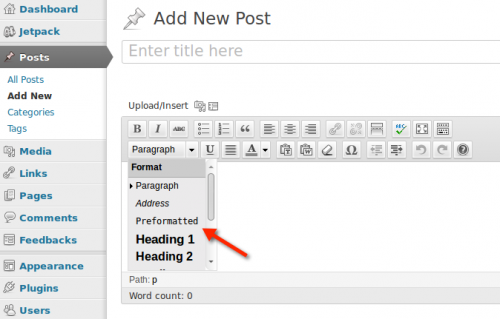 Dashboard
Jetpack
Posts
All Posts
Add New
Categories
Tags
Media
Links
Pages
Comments
Feedbacks
Appearance
Plugins
Users
Add New Post
Enter title here
Upload/Insert
B I ABC
Paragraph U A
Format
Paragraph
Address
Preformatted
Heading 1
Heading 2
Path: p
Word count: 0